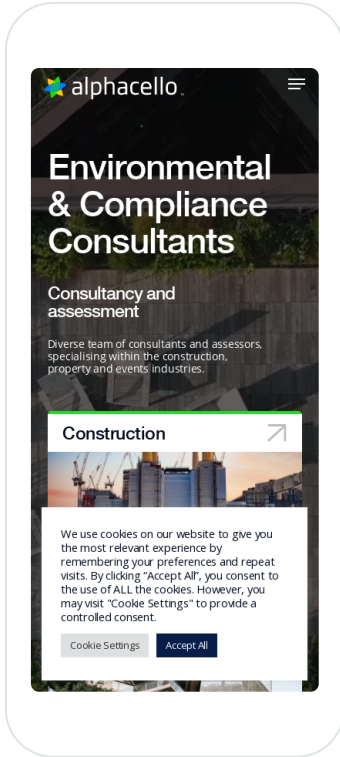 alphacello
Environmental
& Compliance
Consultants
Consultancy and
assessment
Diverse team of consultants and assessors,
specialising within the construction,
property and events industries.
Construction
We use cookies on our website to give you
the most relevant experience by
remembering your preferences and repeat
visits. By clicking “Accept All”, you consent to
the use of ALL the cookies. However, you
may visit "Cookie Settings" to provide a
controlled consent.
Cookie Settings
Accept All